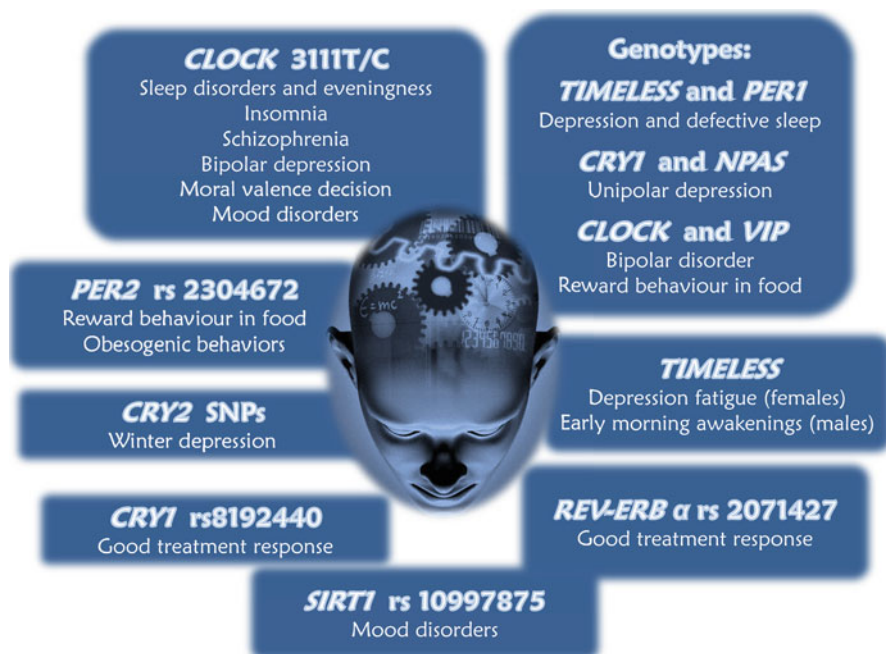 CLOCK 3111T/C
Sleep disorders and eveningness
Insomnia
Schizophrenia
Bipolar depression
Moral valence decision
Mood disorders
Genotypes:
TIMELESS and PER1
Depression and defective sleep
CRY1 and NPAS
Unipolar depression
CLOCK and VIP
Bipolar disorder
Reward behaviour in food
PER2 rs 2304672
Reward behaviour in food
Obesogenic behaviors
CRY2 SNPs
Winter depression
TIMELESS
Depression fatigue (females)
Early morning awakenings (males)
CRY1 rs8192440
Good treatment response
REV-ERB α rs 2071427
Good treatment response
SIRT1 rs 10997875
Mood disorders